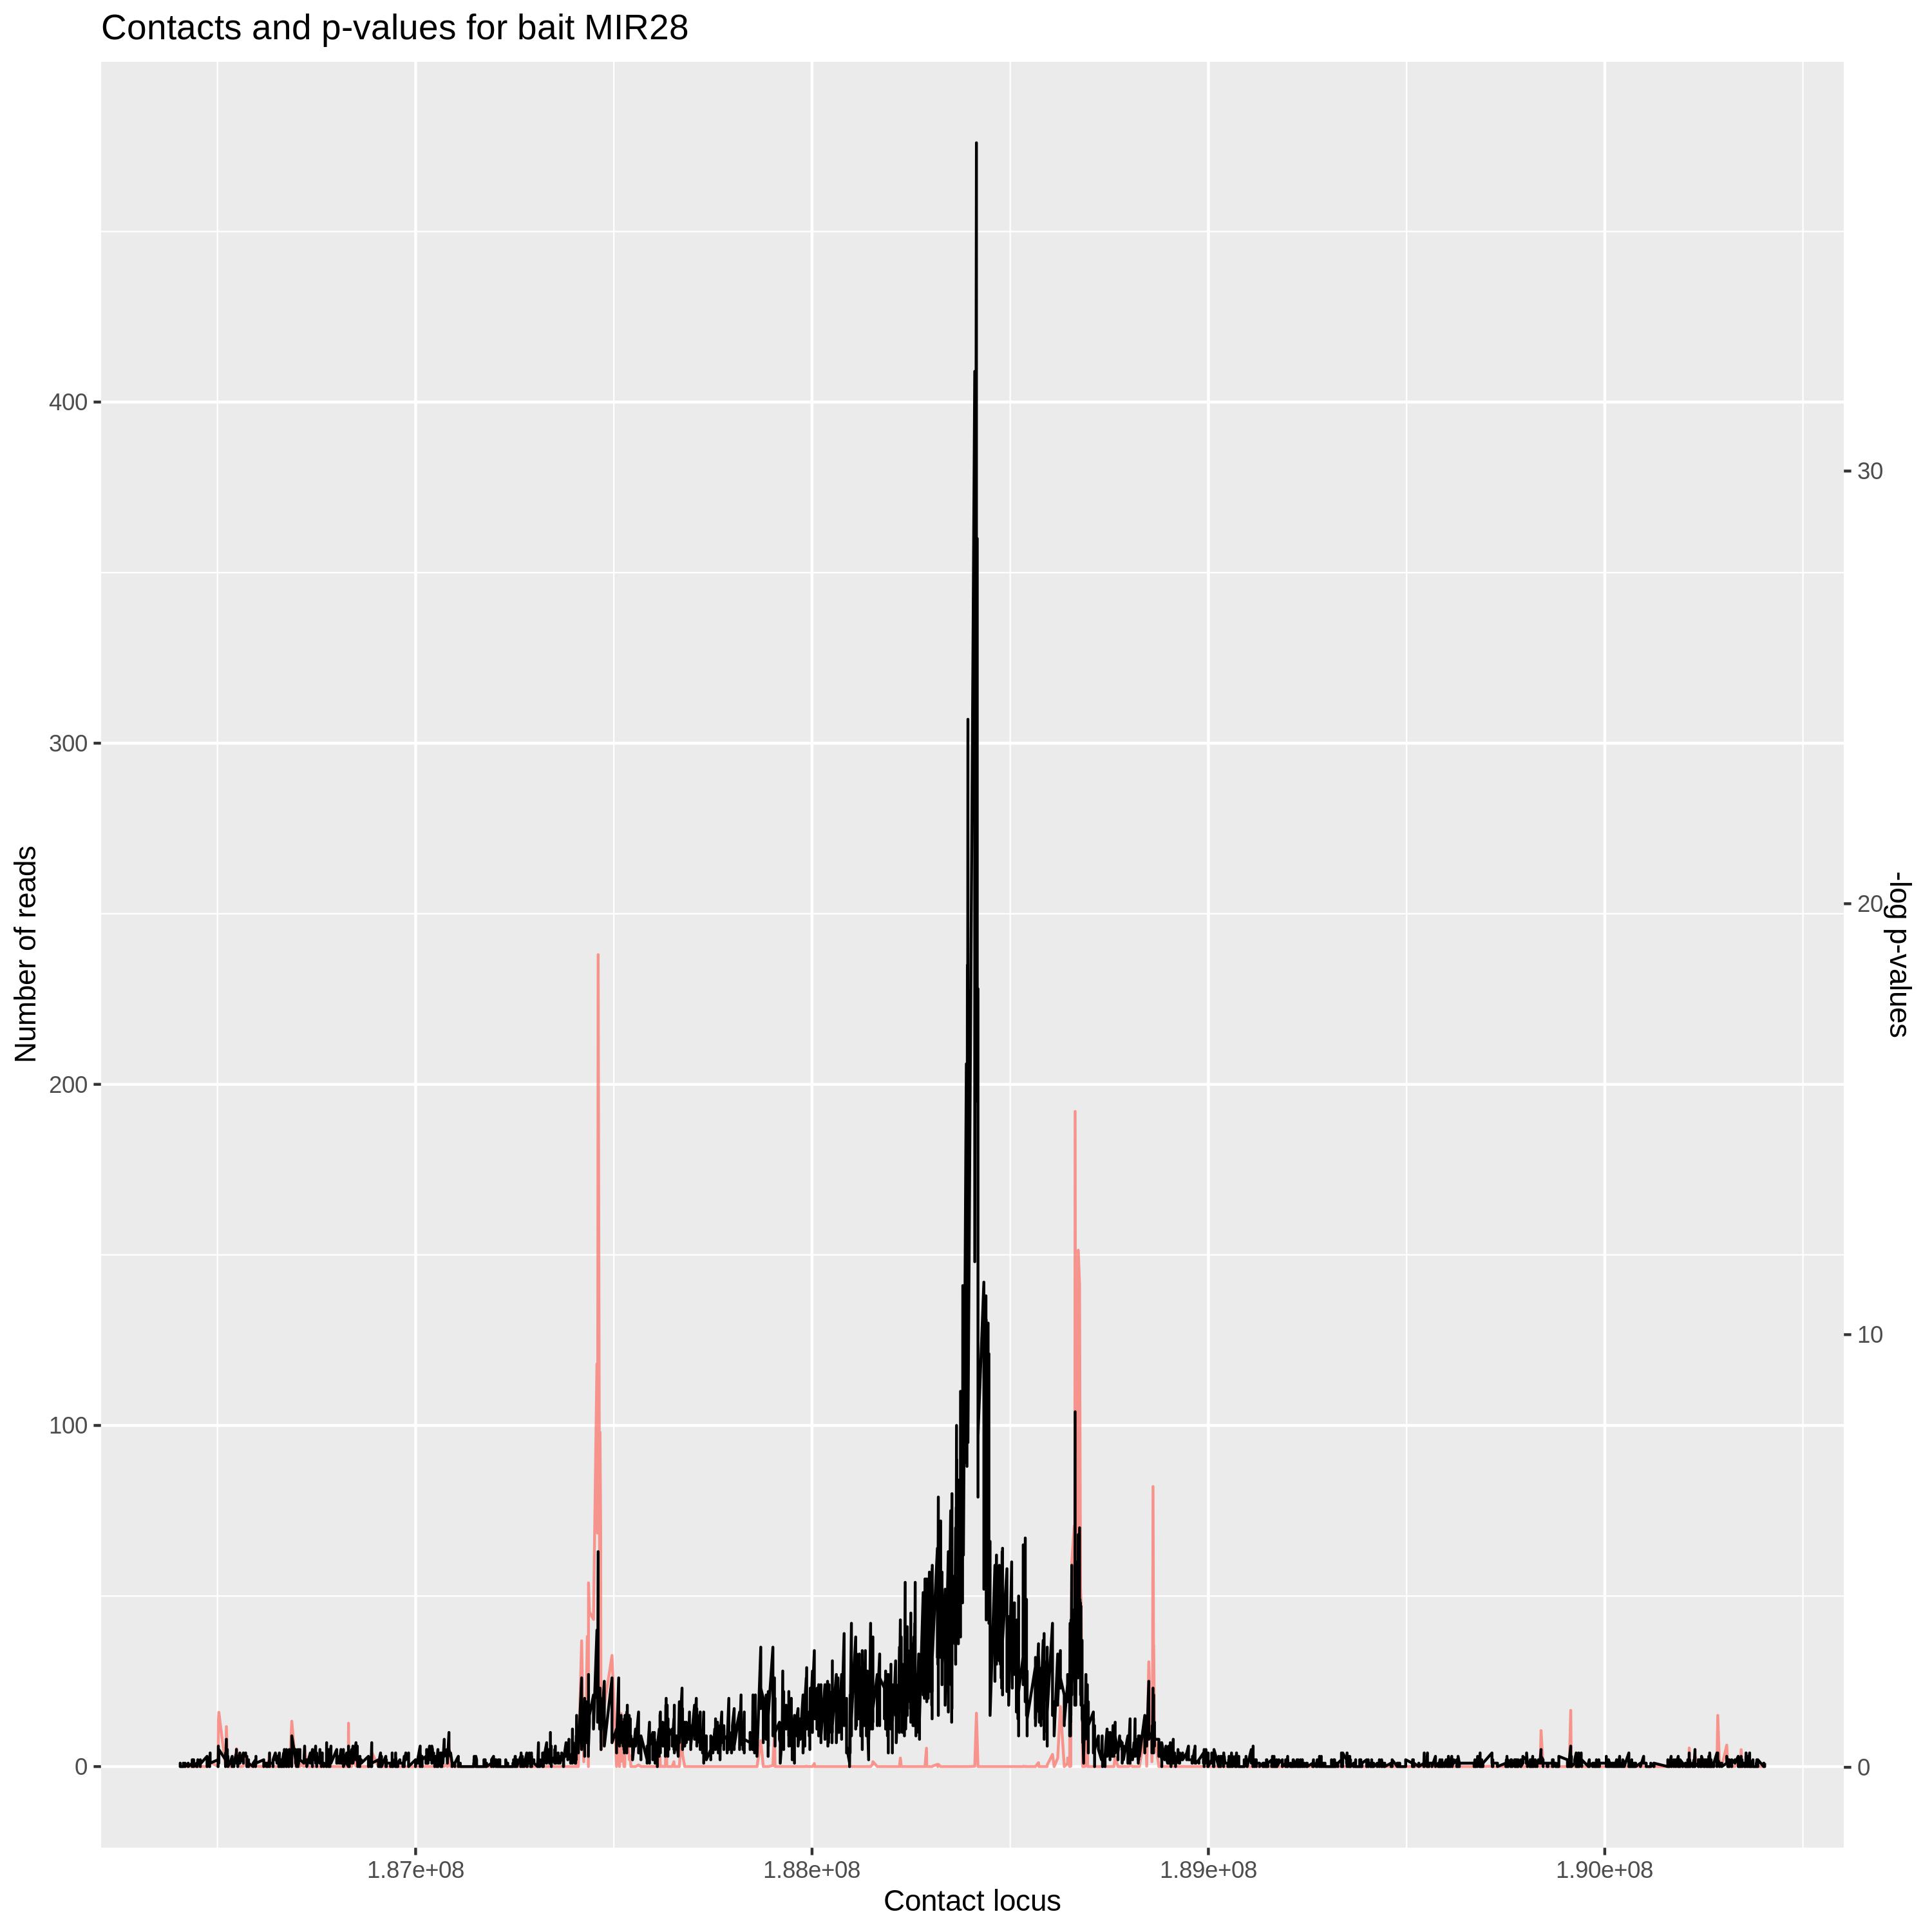 Contacts and p-values for bait MIR28
Number of reads
400
300
200
100
0
30
20
10
0
-log p-values
1.87e+08
1.88e+08
1.89e+08
1.90e+08
Contact locus